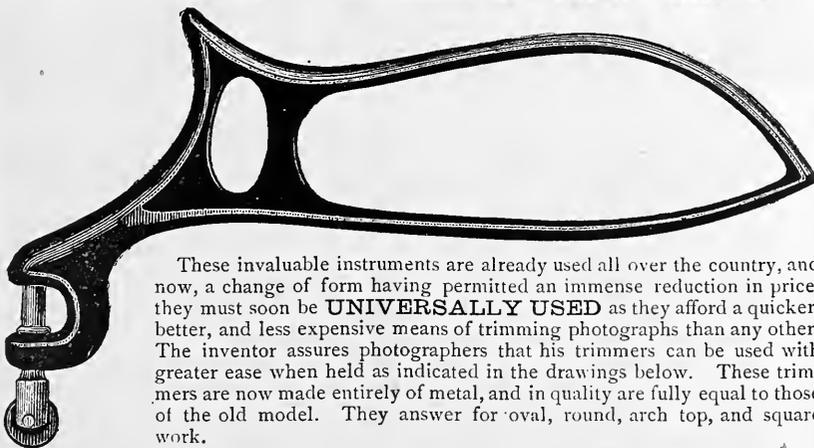 These invaluable instruments are already used all over the country, and
now, a change of form having permitted an immense reduction in price
they must soon be UNIVERSALLY USED as they afford a quicker
better, and less expensive means of trimming photographs than any other
The inventor assures photographers that his trimmers can be used with
greater ease when held as indicated in the drawings below. These trim
mers are now made entirely of metal, and in quality are fully equal to those
of the old model. They answer for oval, round, arch top, and square
work.